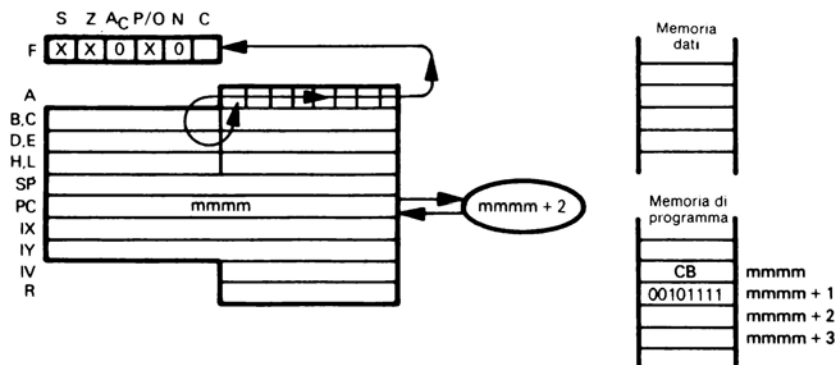 S Z AC P/O N C
F X X 0 X 0
A
B,C
D,E
H,L
SP
PC mmmm mmmm + 2
IX
IY
IV
R
Memoria
dati
Memoria di
programma
CB mmmm
00101111 mmmm + 1
mmmm + 2
mmmm + 3